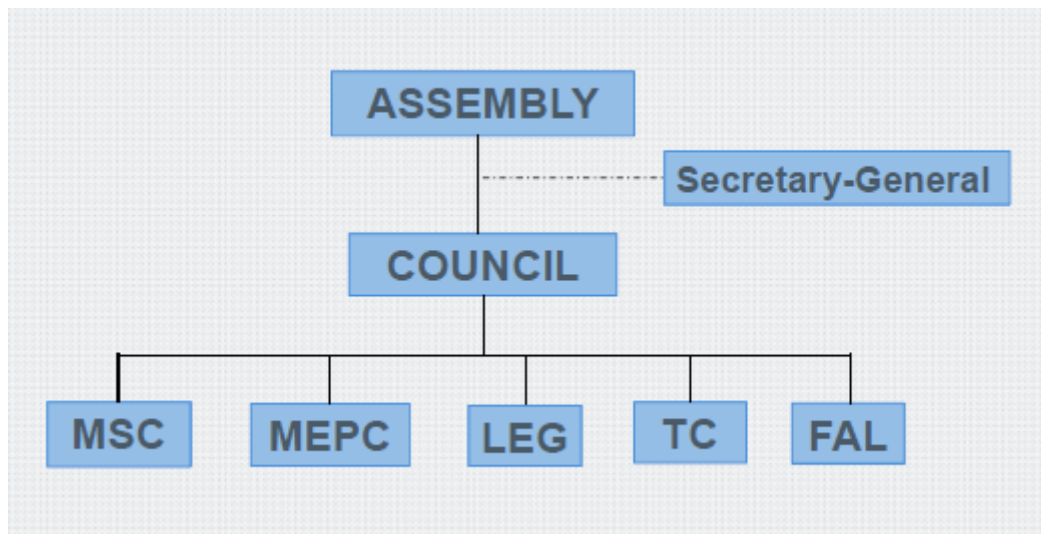 ASSEMBLY
Secretary-General
COUNCIL
MSC
MEPC
LEG
TC
FAL